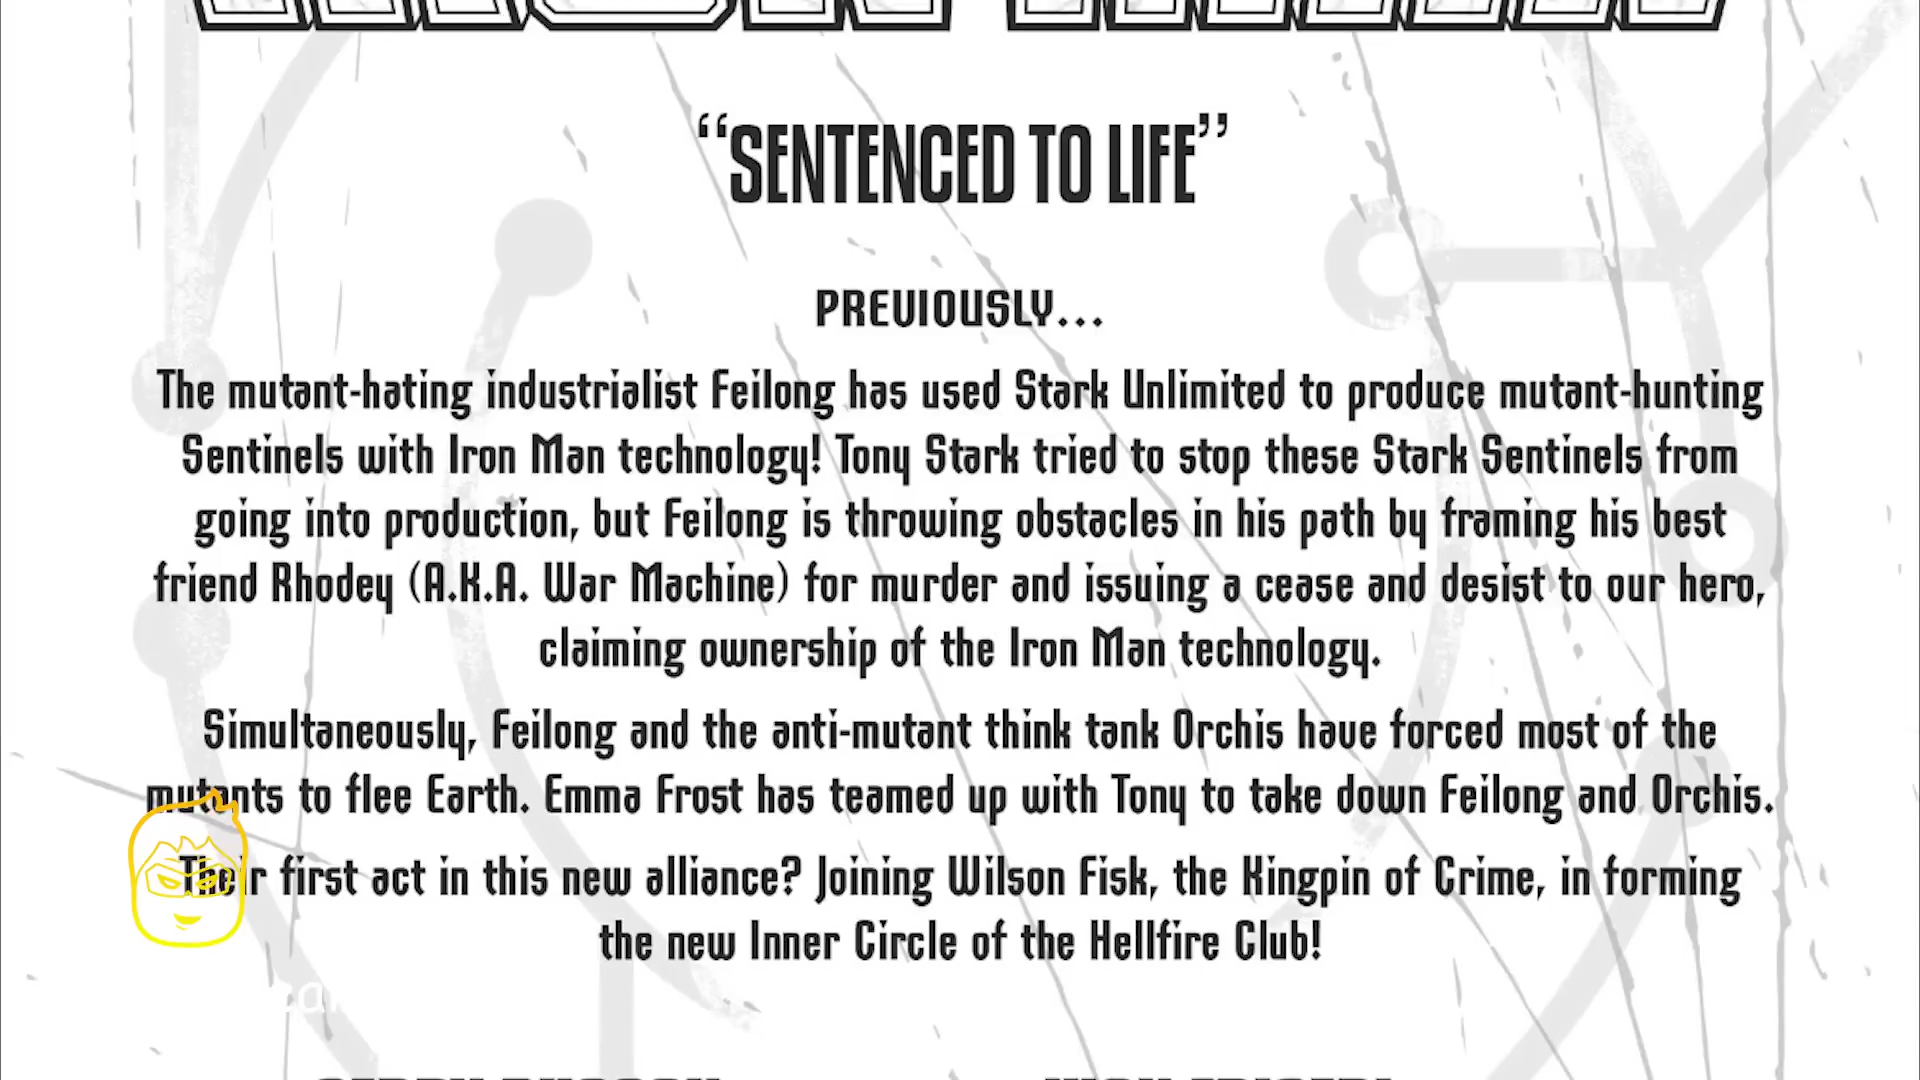 “SENTENCED TO LIFE”
PREVIOUSLY...
The mutant-hating industrialist Feilong has used Stark Unlimited to produce mutant-hunting
Sentinels with Iron Man technology! Tony Stark tried to stop these Stark Sentinels from
going into production, but Feilong is throwing obstacles in his path by framing his best
friend Rhodey (A.K.A. War Machine) for murder and issuing a cease and desist to our hero,
claiming ownership of the Iron Man technology.
Simultaneously, Feilong and the anti-mutant think tank Orchis have forced most of the
mutants to flee Earth. Emma Frost has teamed up with Tony to take down Feilong and Orchis.
Their first act in this new alliance? Joining Wilson Fisk, the Kingpin of Crime, in forming
the new Inner Circle of the Hellfire Club!